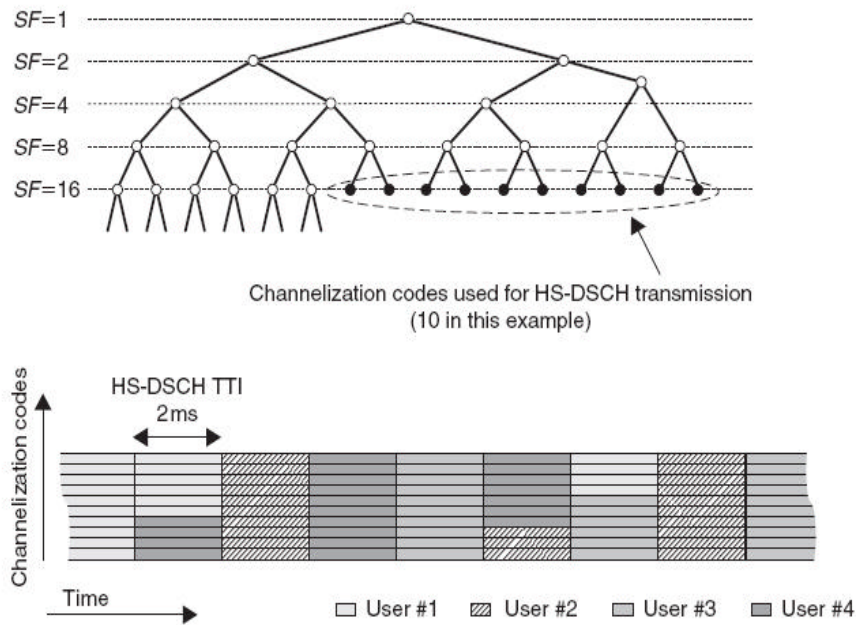 SF=1
SF=2
SF=4
SF=8
SF=16
Channelization codes used for HS-DSCH transmission
(10 in this example)
Channelization codes
HS-DSCH TTI
2ms
Time
User #1
User #2
User #3
User #4